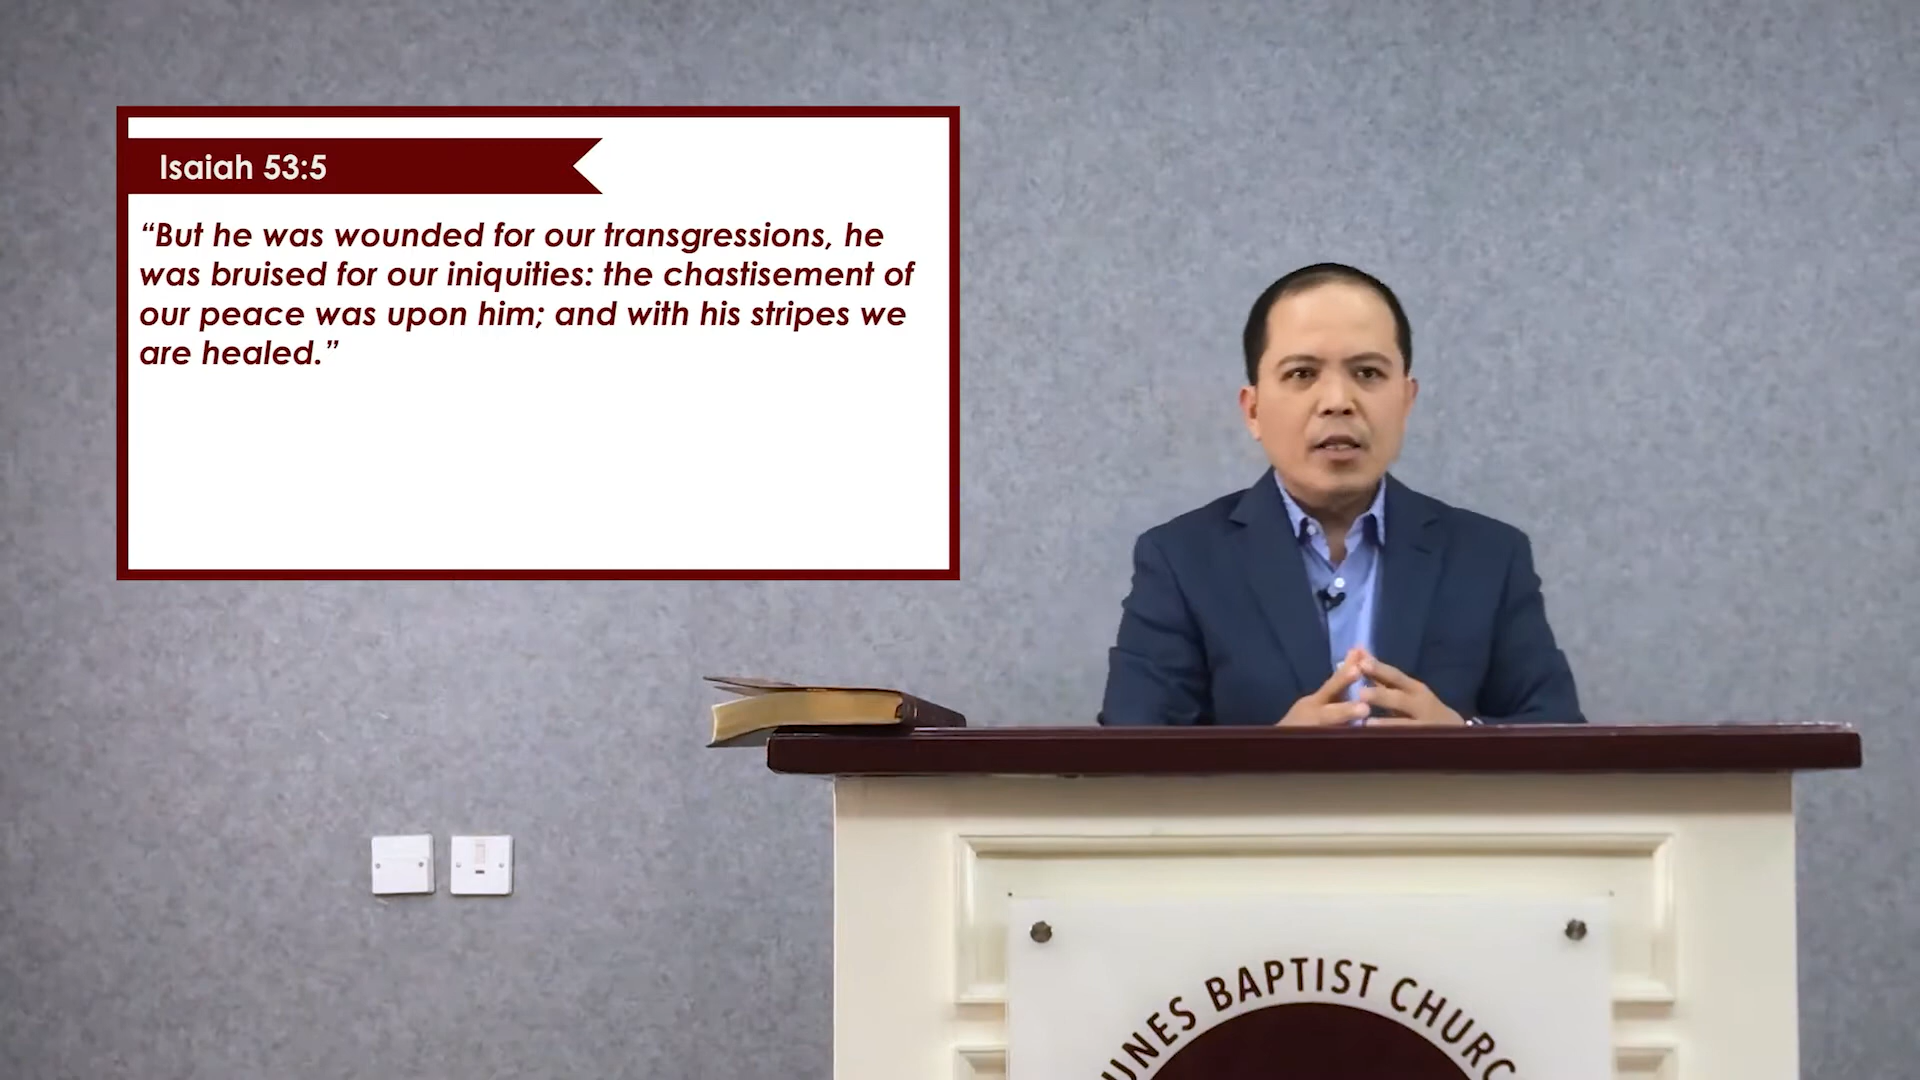 Isaiah 53:5
“But he was wounded for our transgressions, he
was bruised for our iniquities: the chastisement of
our peace was upon him; and with his stripes we
are healed.”
BAPTIST